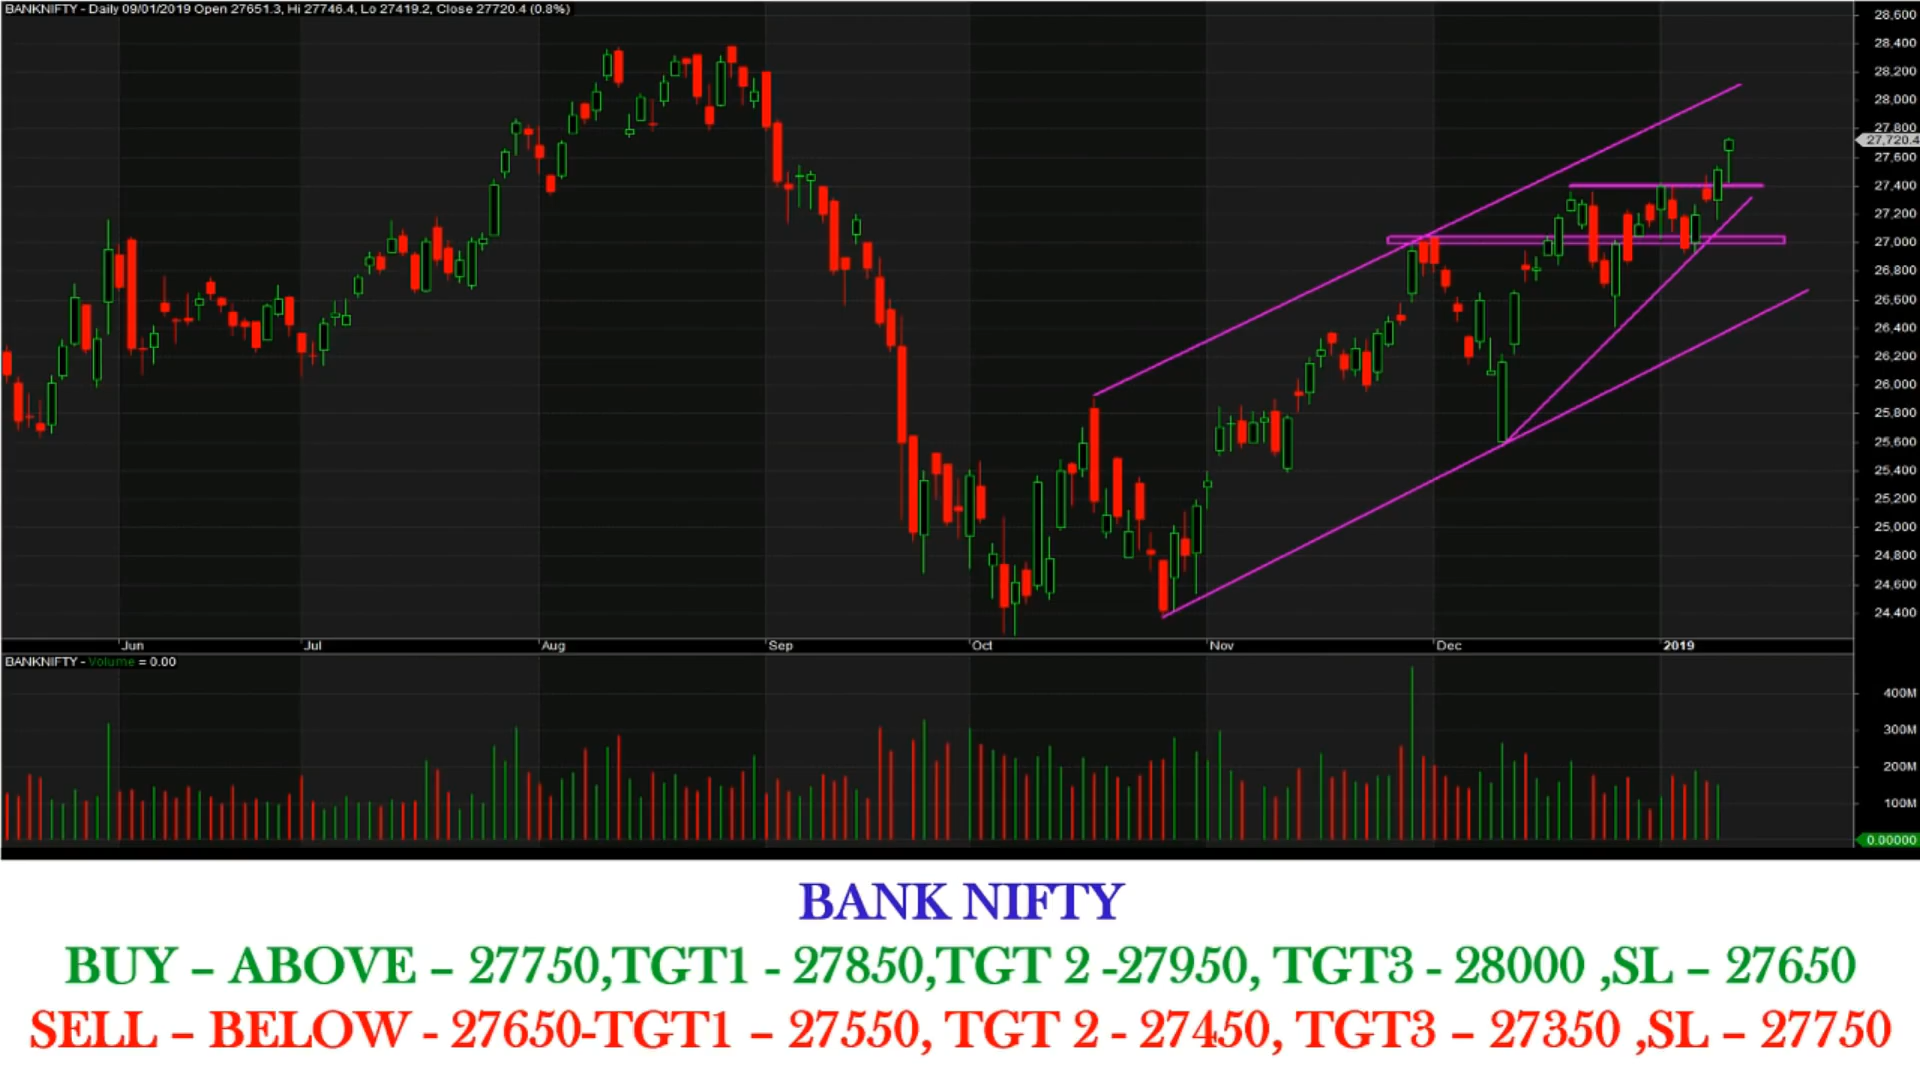 BANKNIFTY - Daily 09/01/2019 Open 27651.3, Hi 27746.4, Lo 27419.2, Close 27720.4 (0.8%)
28,600
28,400
28,200
28,000
27,800
27,720.4
27,600
27,400
27,200
27,000
26,800
26,600
26,400
26,200
26,000
25,800
25,600
25,400
25,200
25,000
24,800
24,600
24,400
Jun Jul Aug Sep Oct Nov Dec 2019
BANKNIFTY - Volume = 0.00
400M
300M
200M
100M
0.00000
BANK NIFTY
BUY – ABOVE – 27750,TGT1 - 27850,TGT 2 -27950, TGT3 - 28000 ,SL – 27650
SELL – BELOW - 27650-TGT1 – 27550, TGT 2 - 27450, TGT3 – 27350 ,SL – 27750